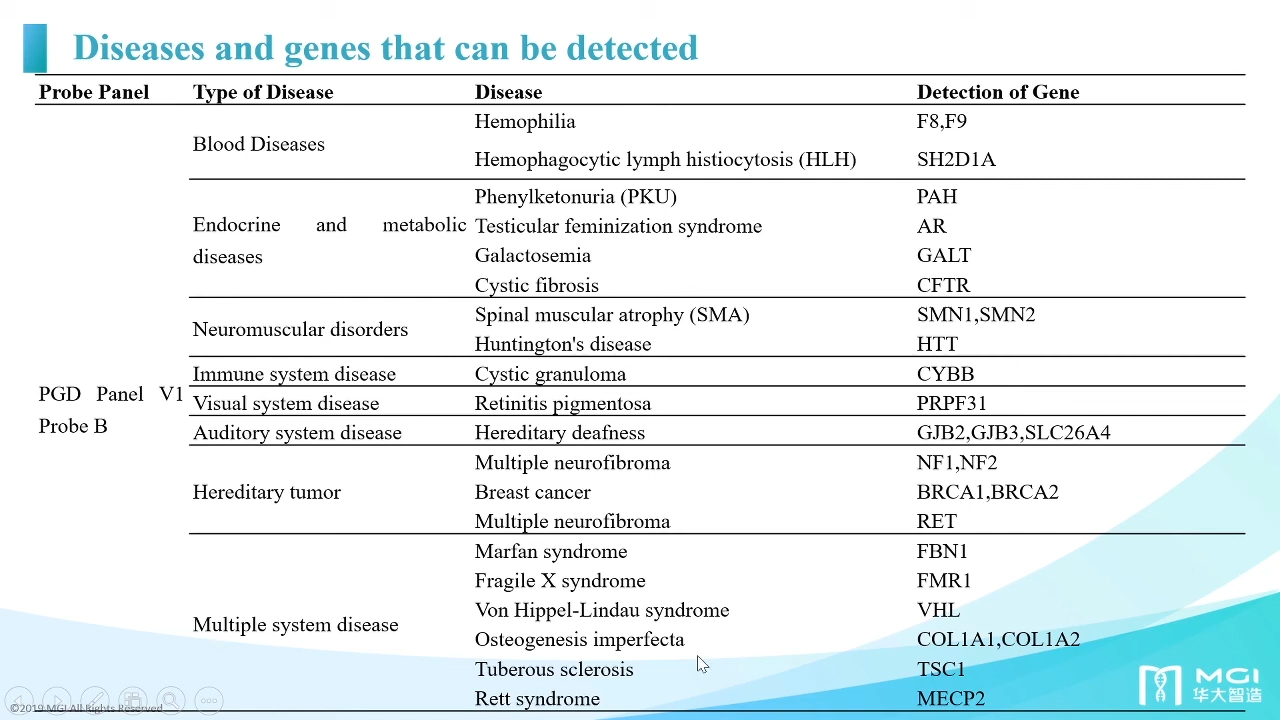 Diseases and genes that can be detected
Probe Panel Type of Disease Disease Detection of Gene
Blood Diseases
Hemophilia F8,F9
Hemophagocytic lymph histiocytosis (HLH) SH2D1A
Endocrine and metabolic
diseases
Phenylketonuria (PKU) PAH
Testicular feminization syndrome AR
Galactosemia GALT
Cystic fibrosis CFTR
Neuromuscular disorders
Spinal muscular atrophy (SMA) SMN1,SMN2
Huntington's disease HTT
PGD Panel V1
Probe B
Immune system disease Cystic granuloma CYBB
Visual system disease Retinitis pigmentosa PRPF31
Auditory system disease Hereditary deafness GJB2,GJB3,SLC26A4
Hereditary tumor
Multiple neurofibroma NF1,NF2
Breast cancer BRCA1,BRCA2
Multiple neurofibroma RET
Multiple system disease
Marfan syndrome FBN1
Fragile X syndrome FMR1
Von Hippel-Lindau syndrome VHL
Osteogenesis imperfecta COL1A1,COL1A2
Tuberous sclerosis TSC1
Rett syndrome MECP2
©2019 MGI All Rights Reserved
MGI
华大智造